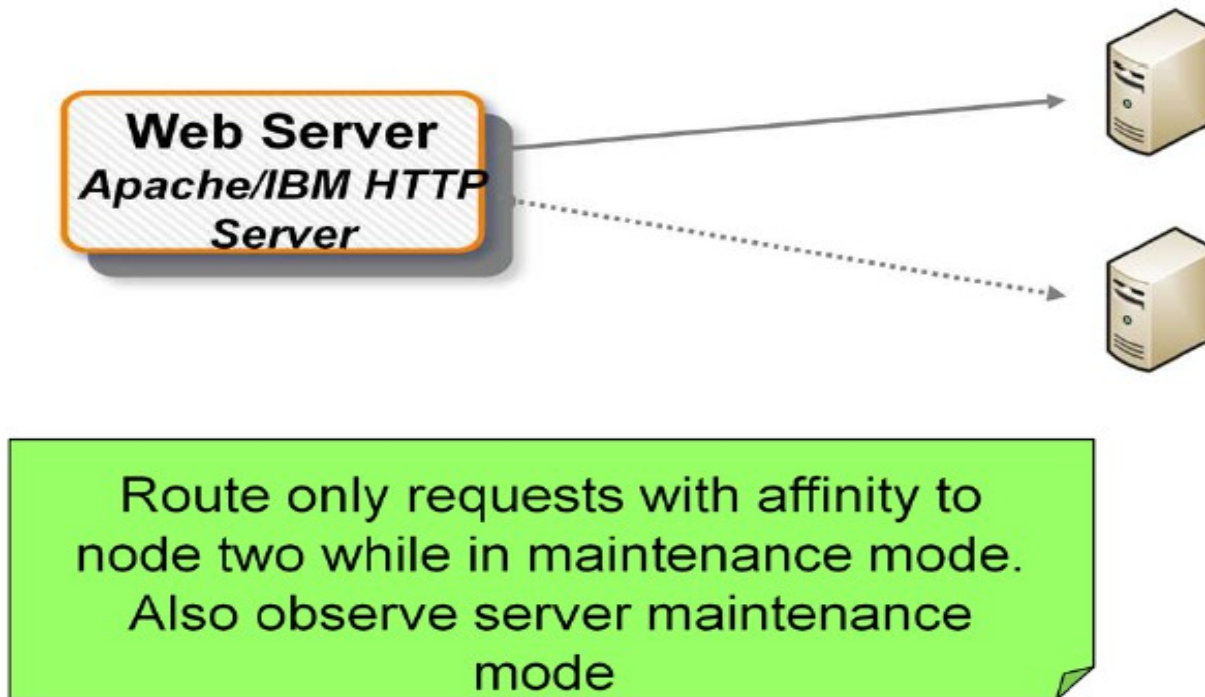 Web Server
Apache/IBM HTTP
Server
Route only requests with affinity to
node two while in maintenance mode.
Also observe server maintenance
mode